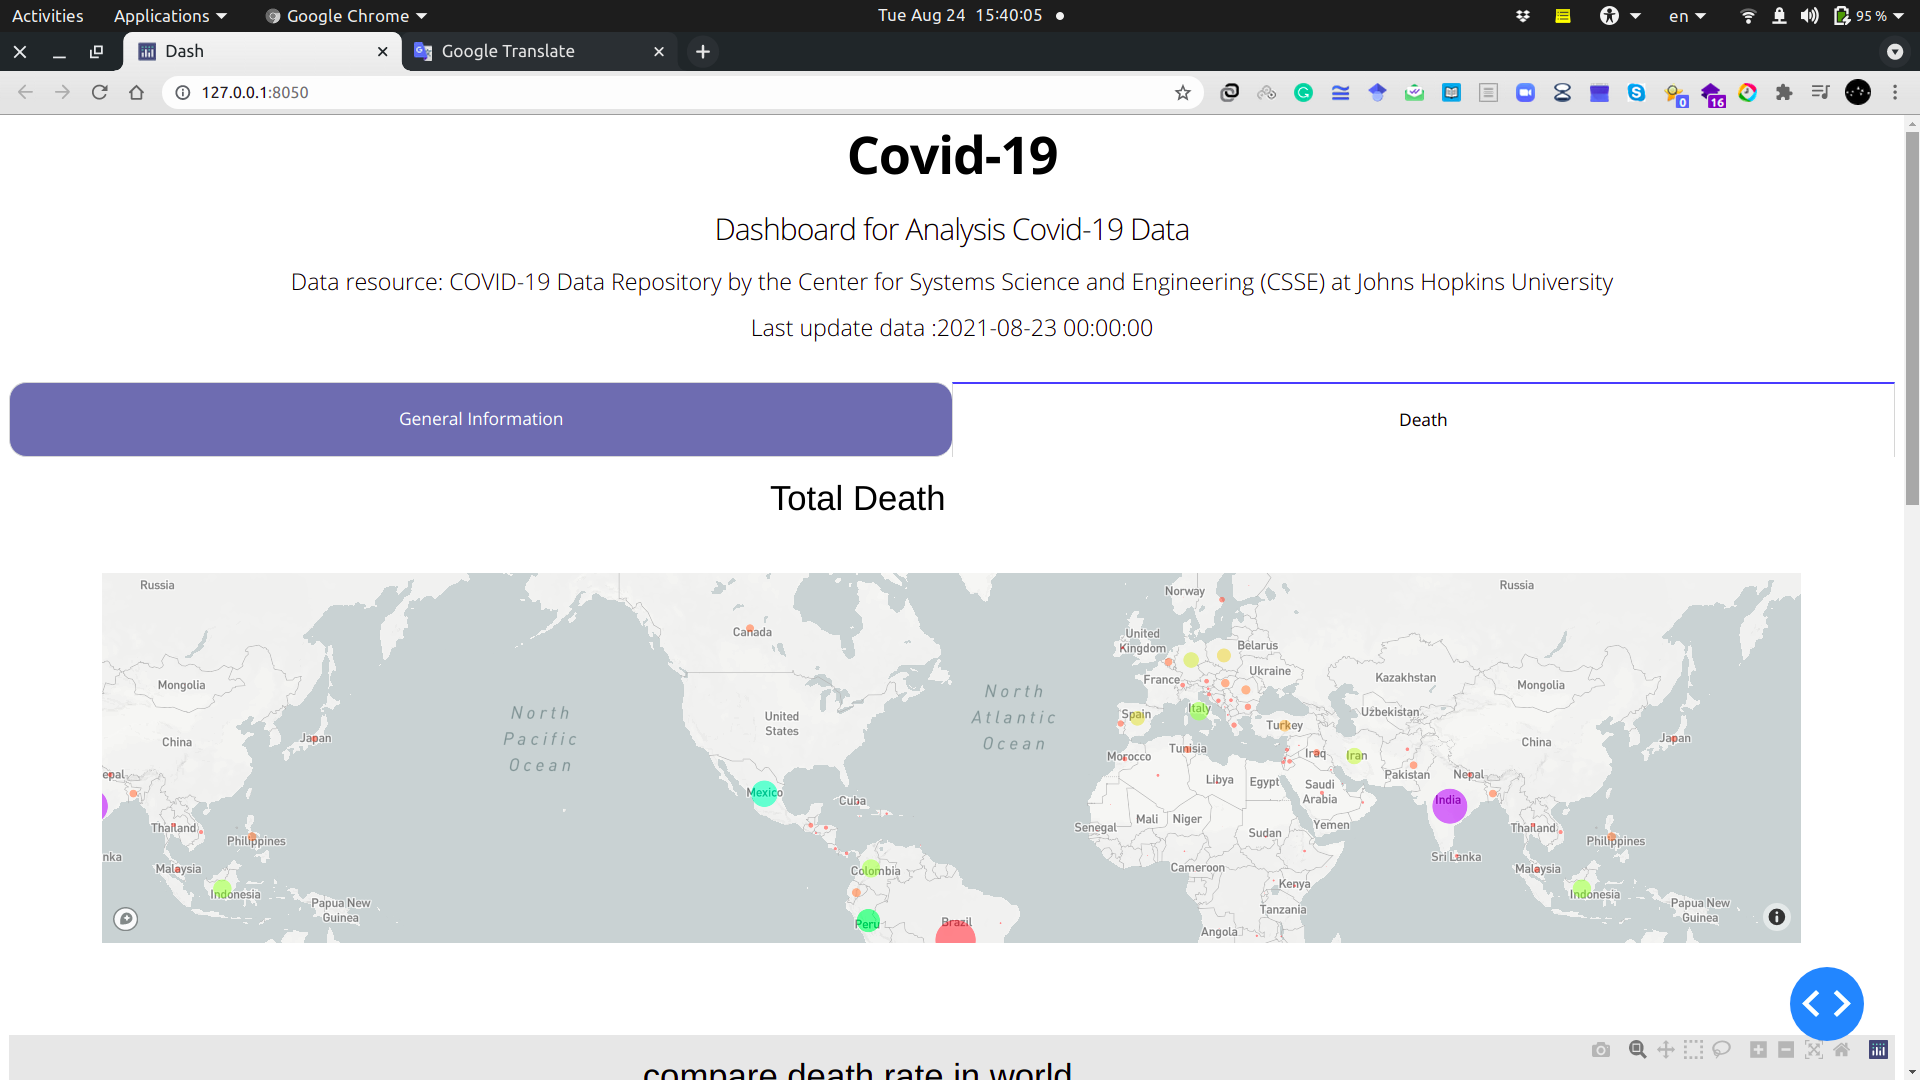 Activities
Applications
Google Chrome
Tue Aug 24 15:40:05
en
95 %
Dash
Google Translate
127.0.0.1:8050
0
16
Covid-19
Dashboard for Analysis Covid-19 Data
Data resource: COVID-19 Data Repository by the Center for Systems Science and Engineering (CSSE) at Johns Hopkins University
Last update data :2021-08-23 00:00:00
General Information
Death
Total Death
Russia
Norway
Russia
Canada
United
Kingdom
Belarus
Ukraine
Mongolia
France
Kazakhstan
Mongolia
North
Pacific
Ocean
United
States
North
Atlantic
Ocean
Spain
Italy
Turkey
Uzbekistan
China
Japan
Morocco
Tunisia
Iraq
Iran
China
Japan
epal
Libya
Egypt
Saudi
Arabia
Pakistan
Nepal
Mexico
Cuba
India
Thailand
Philippines
Senegal
Mali
Niger
Sudan
Yemen
Thailand
Philippines
nka
Malaysia
Colombia
Cameroon
Sri Lanka
Malaysia
Indonesia
Kenya
Indonesia
Papua New
Guinea
Peru
Brazil
Tanzania
Angola
Papua New
Guinea
compare death rate in world